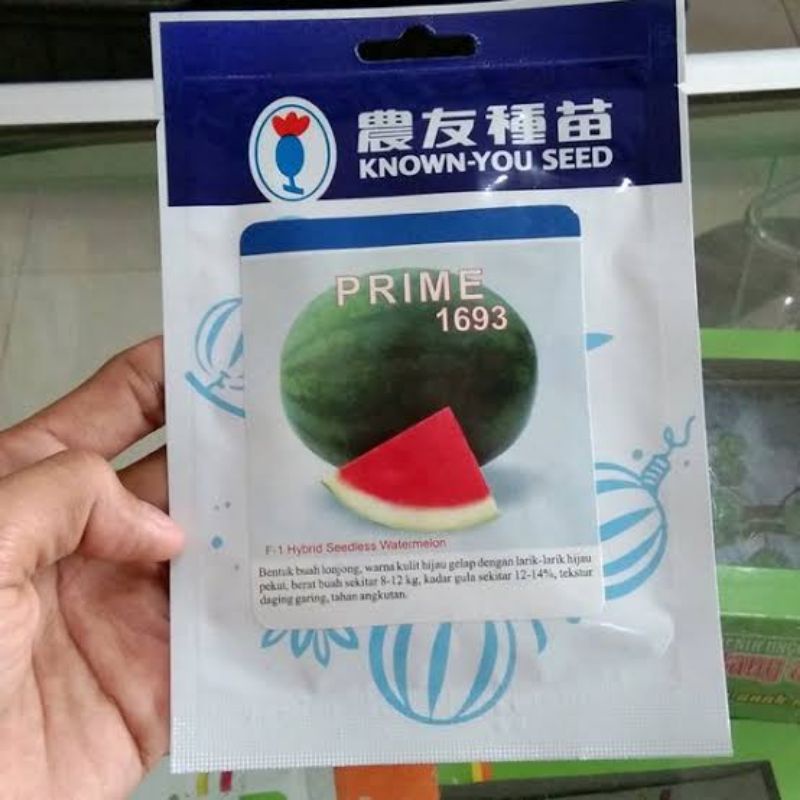 農友種苗
KNOWN-YOU SEED
PRIME
1693
F-1 Hybrid Seedless Watermelon
Bentuk buah lonjong, warna kulit hijau gelap dengan larik-larik hijau
pekat, berat buah sekitar 8-12 kg, kadar gula sekitar 12-14%, tekstur
daging garing, tahan angkutan.